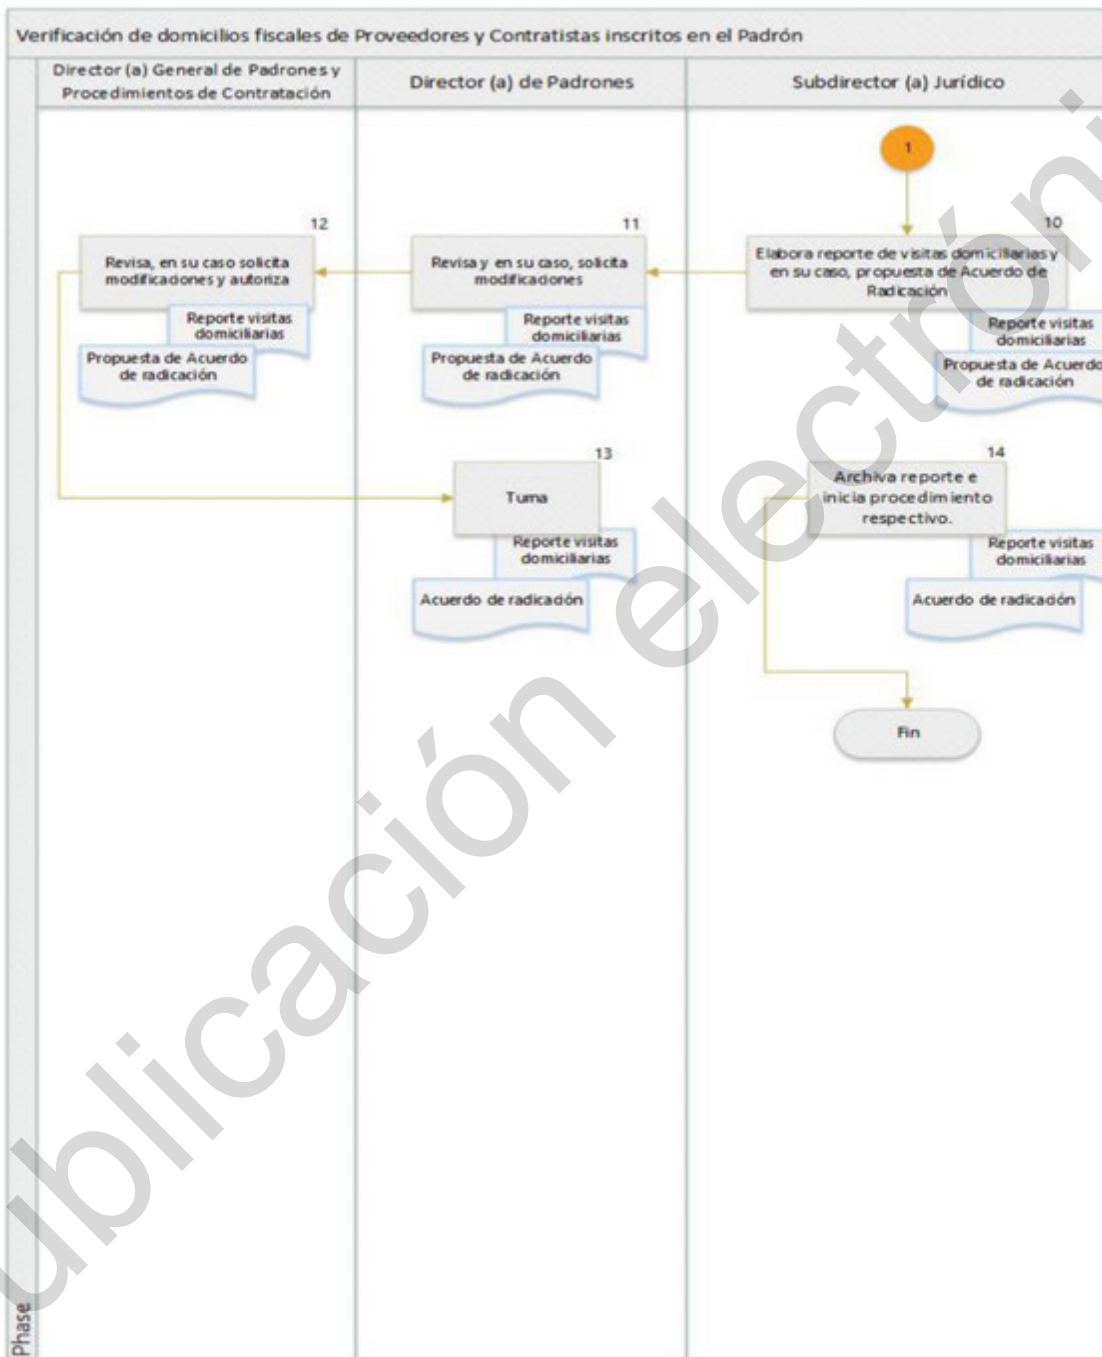 Verificación de domicilios fiscales de Proveedores y Contratistas inscritos en el Padrón
Director (a) General de Padrones y
Procedimientos de Contratación
Director (a) de Padrones
Subdirector (a) Jurídico
1
12
11
10
Revisa, en su caso solicita
modificaciones y autoriza
Revisa y en su caso, solicita
modificaciones
Elabora reporte de visitas domiciliarias y
en su caso, propuesta de Acuerdo de
Radicación
Reporte visitas
domiciliarias
Propuesta de Acuerdo
de radicación
Reporte visitas
domiciliarias
Propuesta de Acuerdo
de radicación
Reporte visitas
domiciliarias
Propuesta de Acuerdo
de radicación
13
Turna
Reporte visitas
domiciliarias
Acuerdo de radicación
14
Archiva reporte e
inicia procedimiento
respectivo.
Reporte visitas
domiciliarias
Acuerdo de radicación
Fin
Phase
ublicación electróni